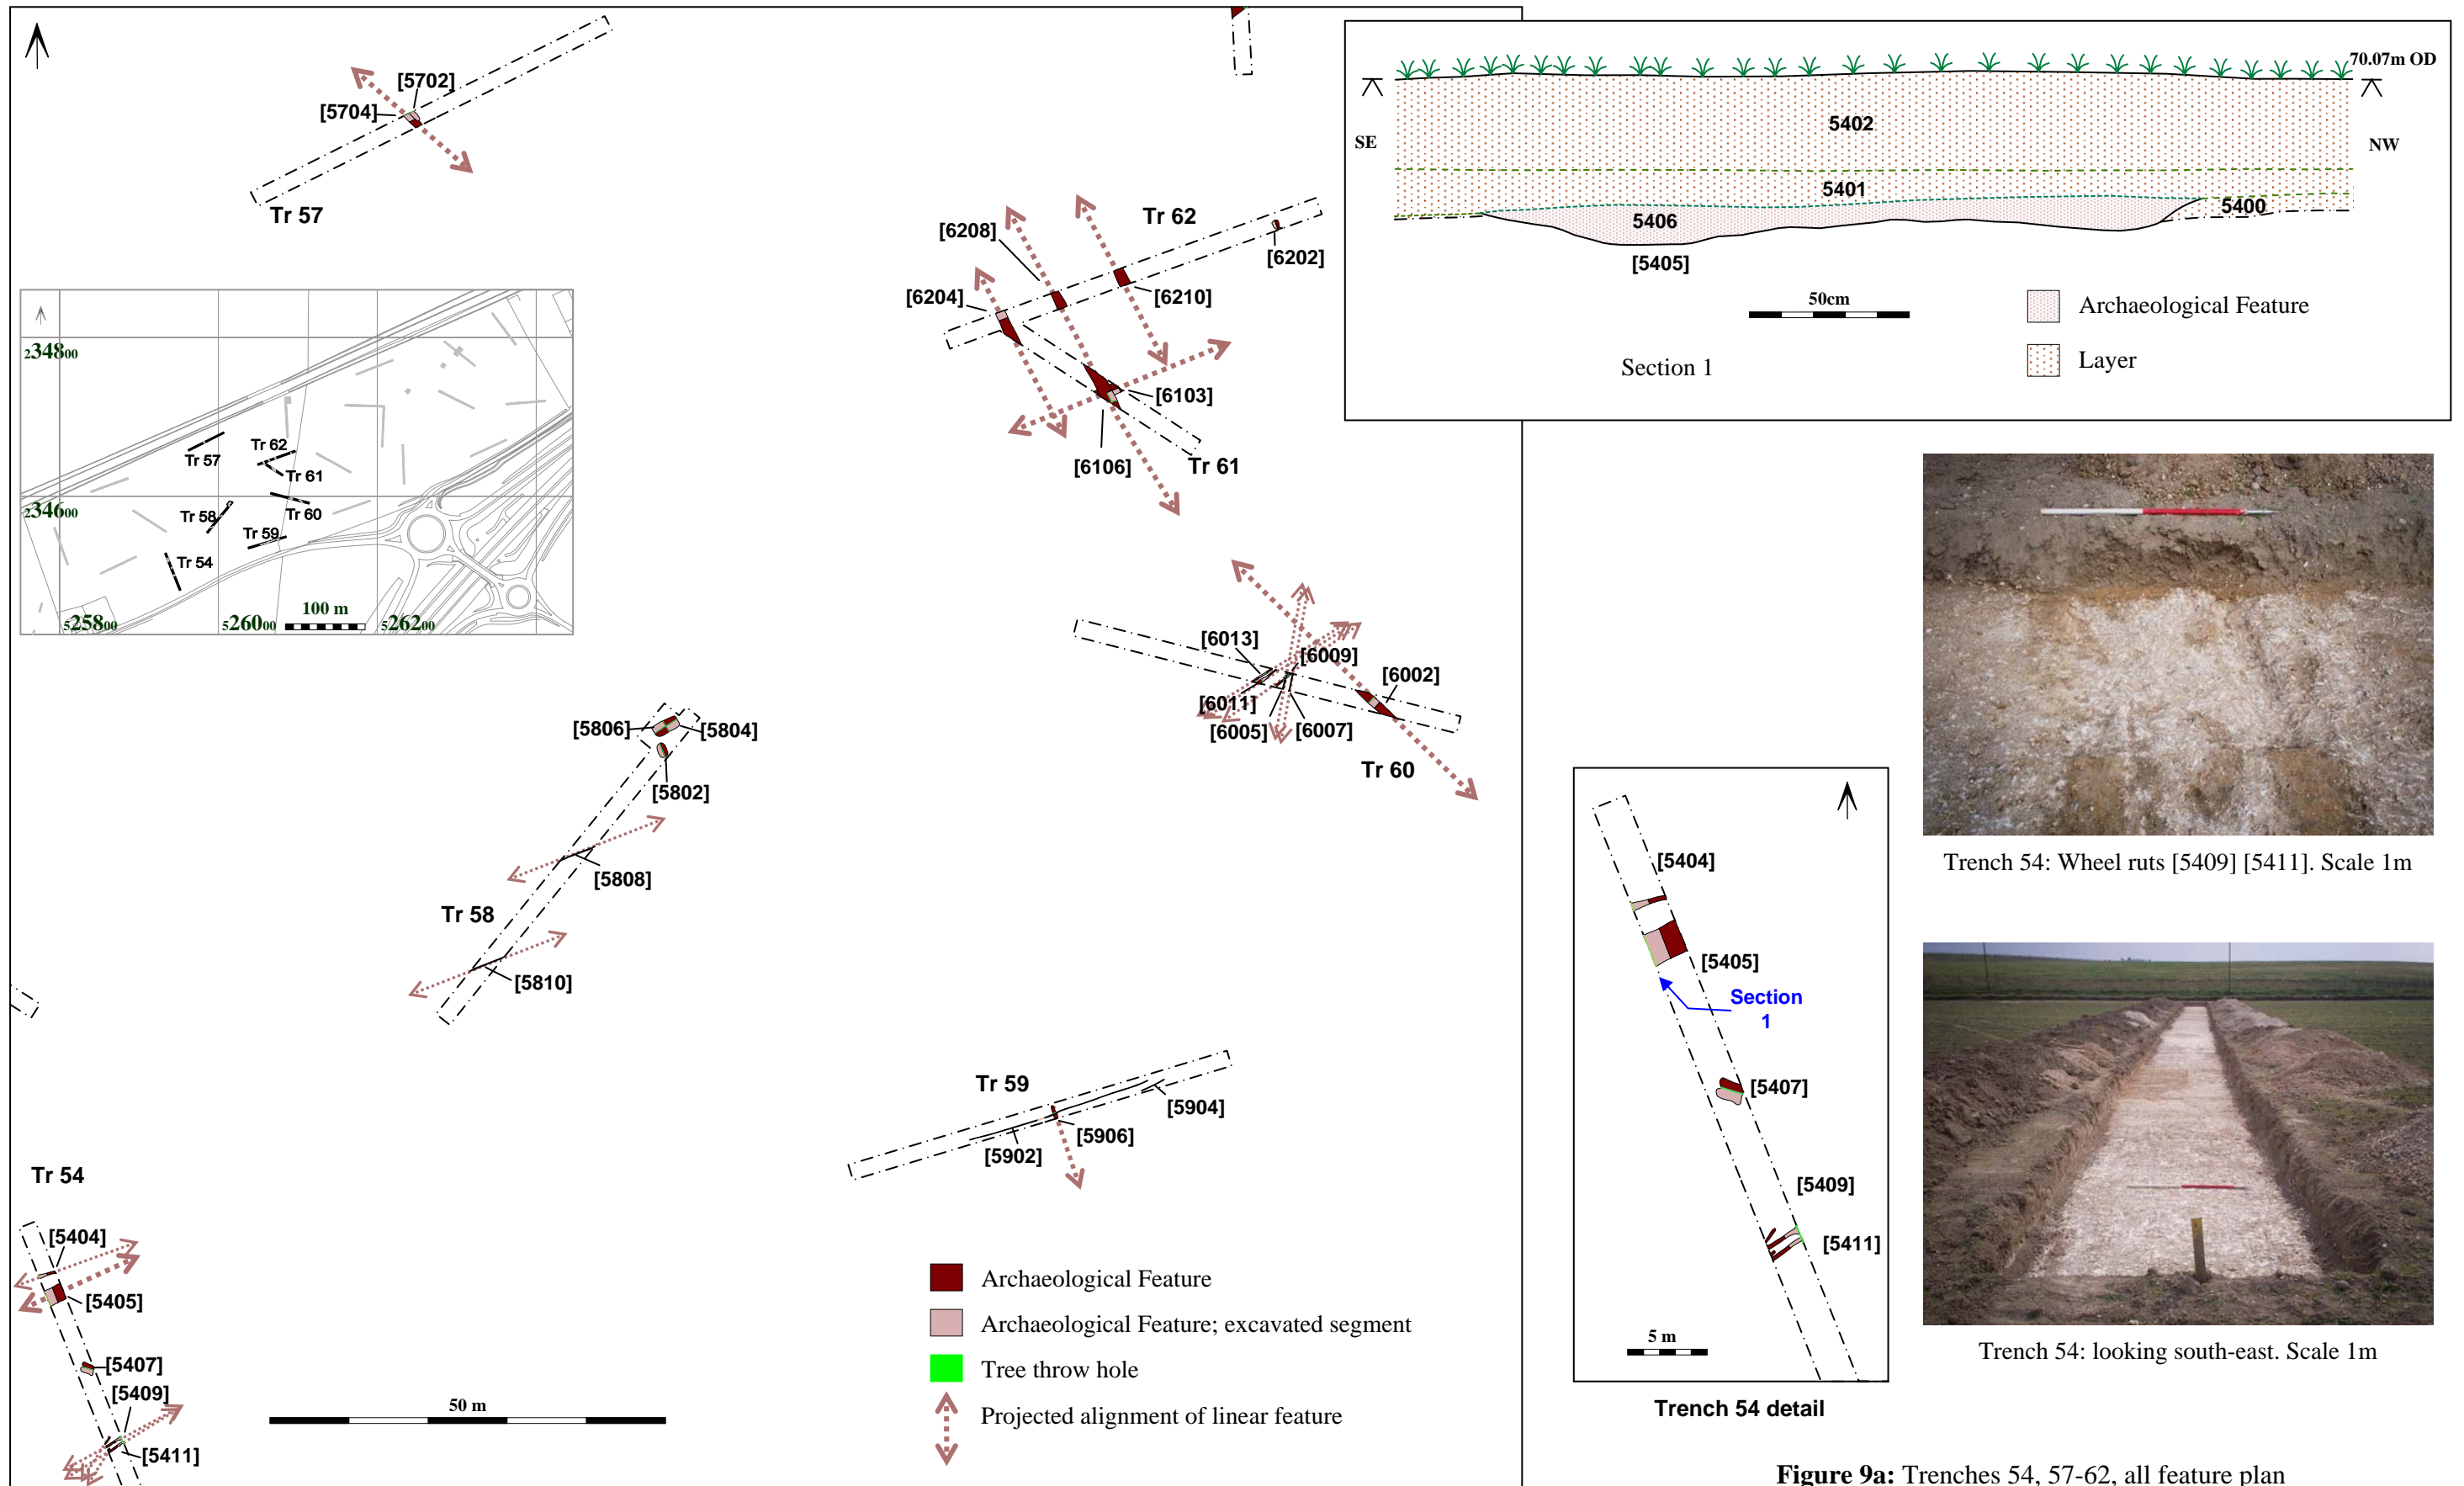 [5702]
[5704]
Tr 57
Tr 62
[6208]
[6202]
[6204]
[6210]
[6103]
[6106]
Tr 61
234800
234600
525800
526000
526200
100 m
Tr 62
Tr 57
Tr 61
Tr 58
Tr 60
Tr 59
Tr 54
[6013]
[6009]
[6002]
[6011]
[6005]
[6007]
Tr 60
[5806]
[5804]
[5802]
[5808]
Tr 58
[5810]
Tr 59
[5904]
[5906]
[5902]
Tr 54
[5404]
[5405]
[5407]
[5409]
[5411]
50 m
Archaeological Feature
Archaeological Feature; excavated segment
Tree throw hole
Projected alignment of linear feature
70.07m OD
SE
NW
5402
5401
5406
5400
[5405]
50cm
Section 1
Archaeological Feature
Layer
[5404]
[5405]
Section
1
[5407]
[5409]
[5411]
5 m
Trench 54 detail
Trench 54: Wheel ruts [5409] [5411]. Scale 1m
Trench 54: looking south-east. Scale 1m
Figure 9a: Trenches 54, 57-62, all feature plan